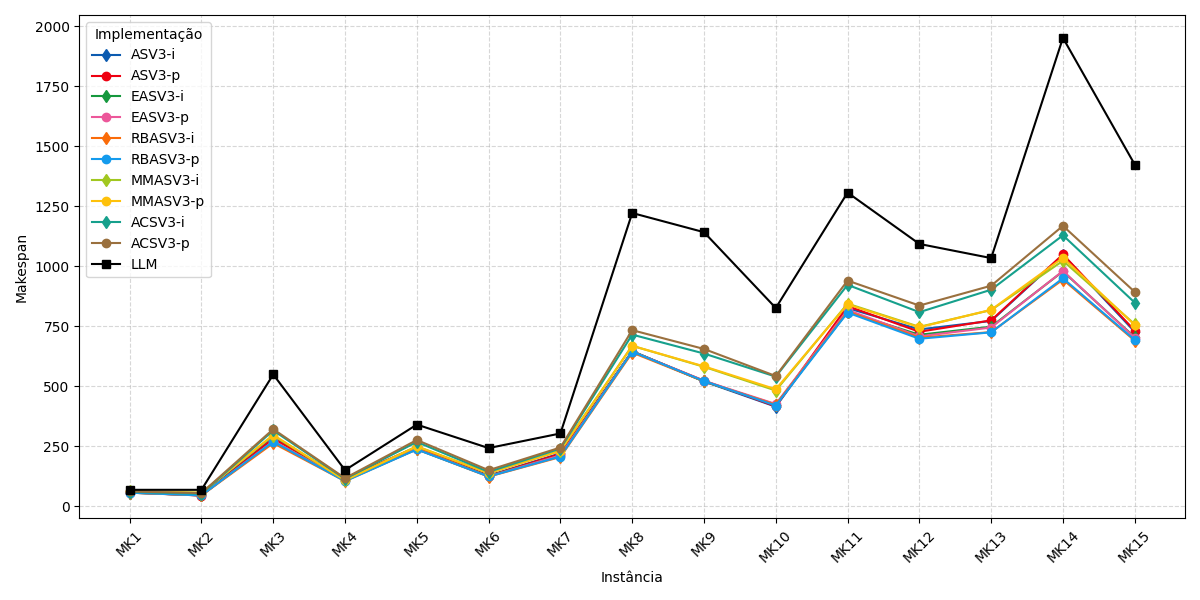 2000
1750
1500
1250
1000
750
500
250
0
Makespan
Implementação
ASV3-i
ASV3-p
EASV3-i
EASV3-p
RBASV3-i
RBASV3-p
MMASV3-i
MMASV3-p
ACSV3-i
ACSV3-p
LLM
MK1
MK2
MK3
MK4
MK5
MK6
MK7
MK8
MK9
MK10
MK11
MK12
MK13
MK14
MK15
Instância